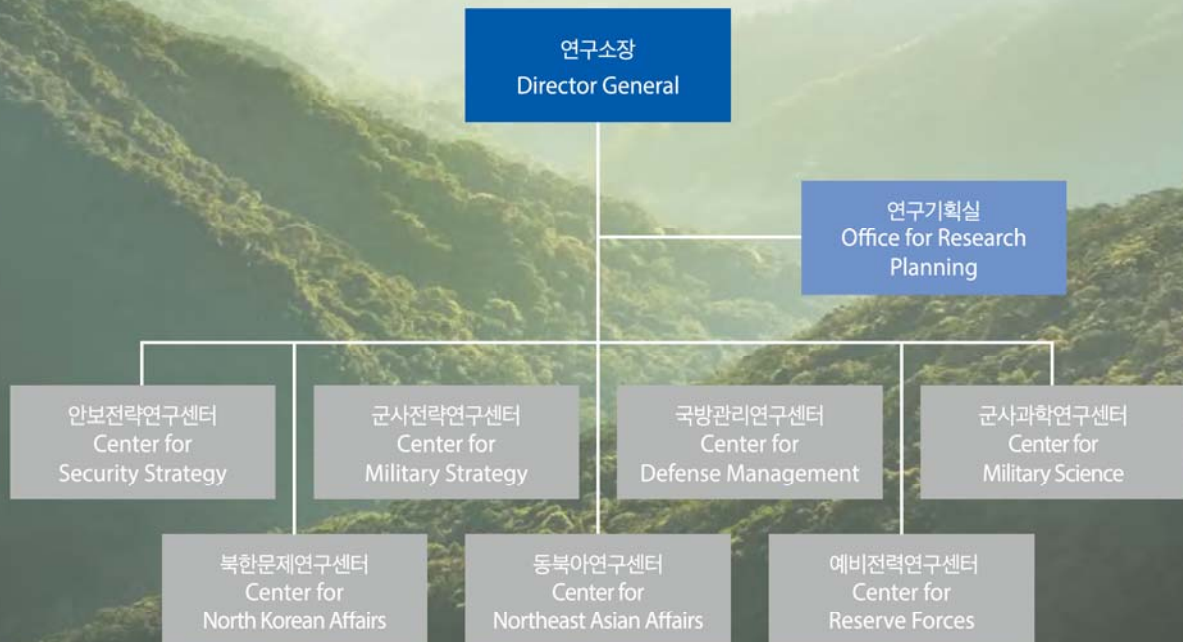 연구소장
Director General
연구기획실
Office for Research
Planning
안보전략연구센터
Center for
Security Strategy
군사전략연구센터
Center for
Military Strategy
국방관리연구센터
Center for
Defense Management
군사과학연구센터
Center for
Military Science
북한문제연구센터
Center for
North Korean Affairs
동북아연구센터
Center for
Northeast Asian Affairs
예비전력연구센터
Center for
Reserve Forces